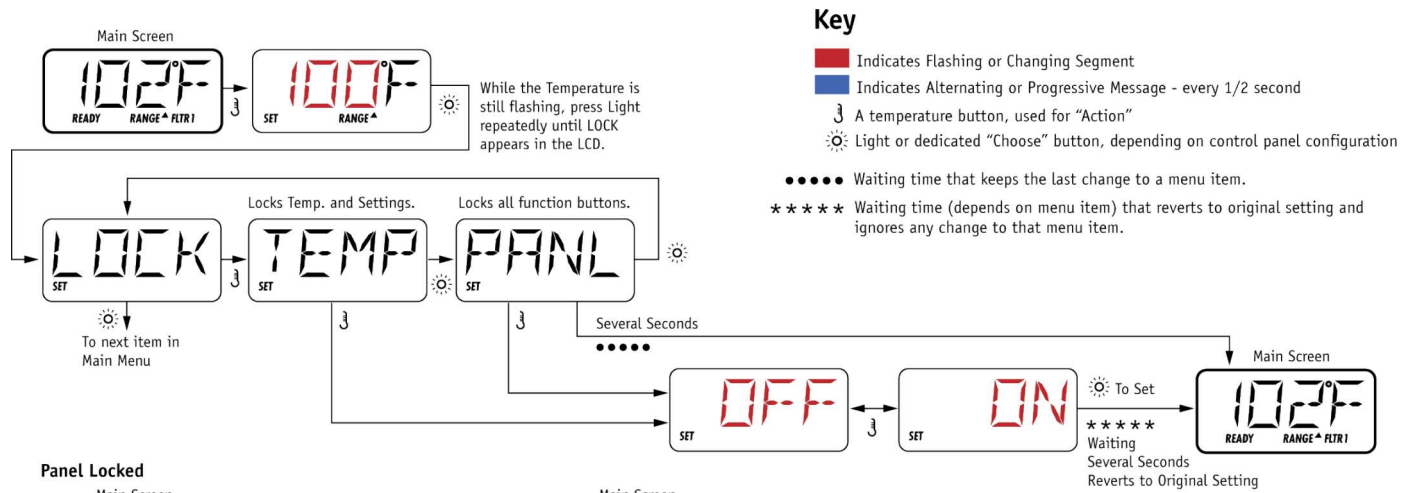 Main Screen
102°F
READY RANGE FLTR1
100°F
SET RANGE
While the Temperature is
still flashing, press Light
repeatedly until LOCK
appears in the LCD.
Key
Indicates Flashing or Changing Segment
Indicates Alternating or Progressive Message - every 1/2 second
A temperature button, used for “Action”
Light or dedicated “Choose” button, depending on control panel configuration
••••• Waiting time that keeps the last change to a menu item.
***** Waiting time (depends on menu item) that reverts to original setting and
ignores any change to that menu item.
LOCK
SET
Locks Temp. and Settings.
TEMP
SET
Locks all function buttons.
PANL
SET
To next item in
Main Menu
Several Seconds
•••••
OFF
SET
ON
SET
To Set
*****
Waiting
Several Seconds
Reverts to Original Setting
Main Screen
102°F
READY RANGE FLTR1
Panel Locked
Main Screen
Main Screen